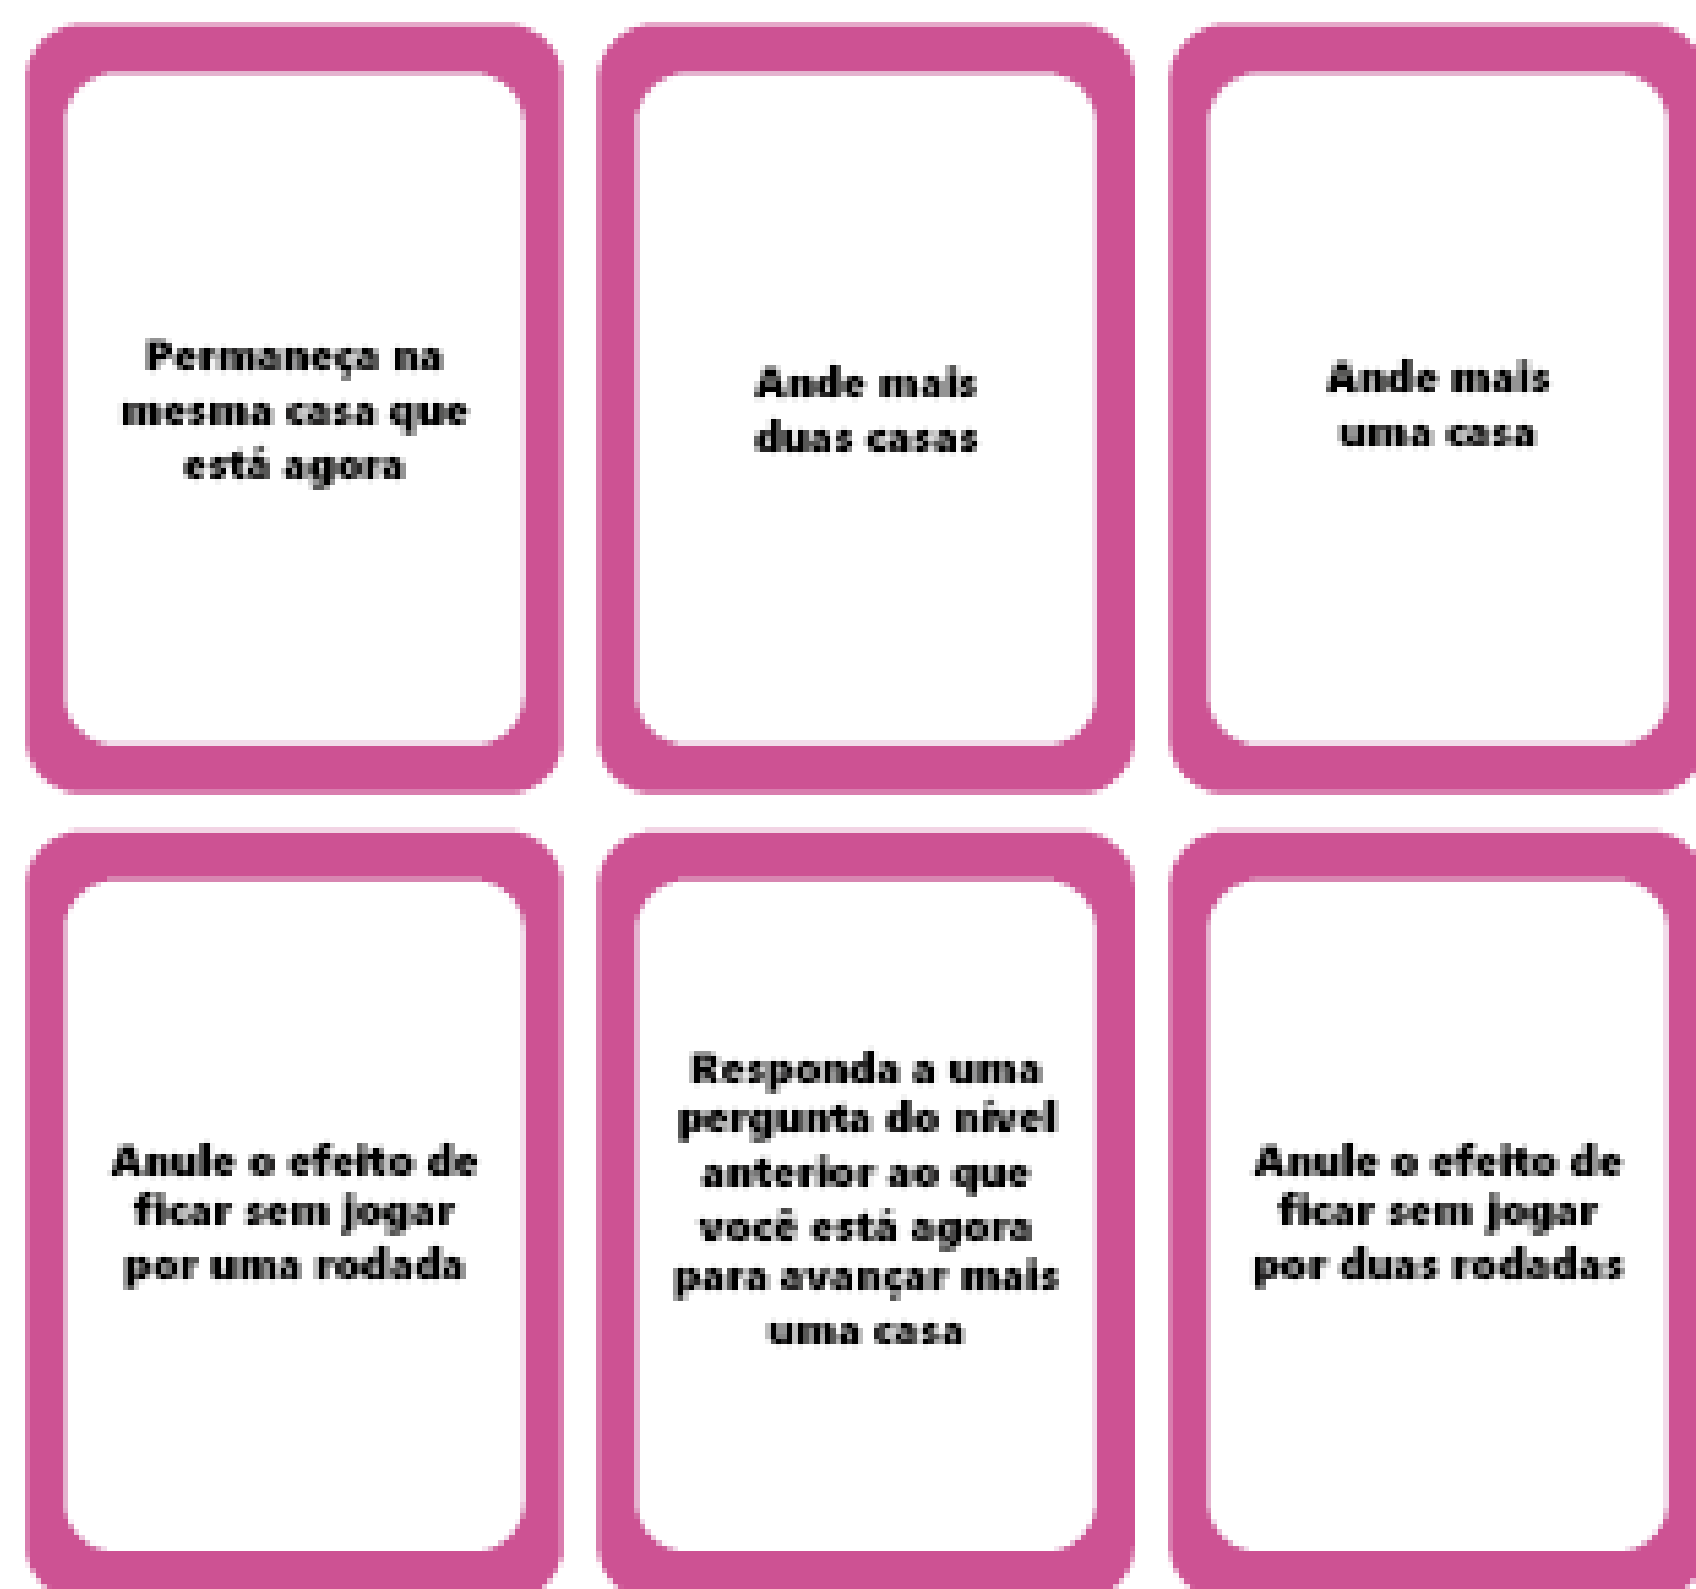 Permaneça na
mesma casa que
está agora
Ande mais
duas casas
Ande mais
uma casa
Anule o efeito de
ficar sem jogar
por uma rodada
Responda a uma
pergunta do nível
anterior ao que
você está agora
para avançar mais
uma casa
Anule o efeito de
ficar sem jogar
por duas rodadas